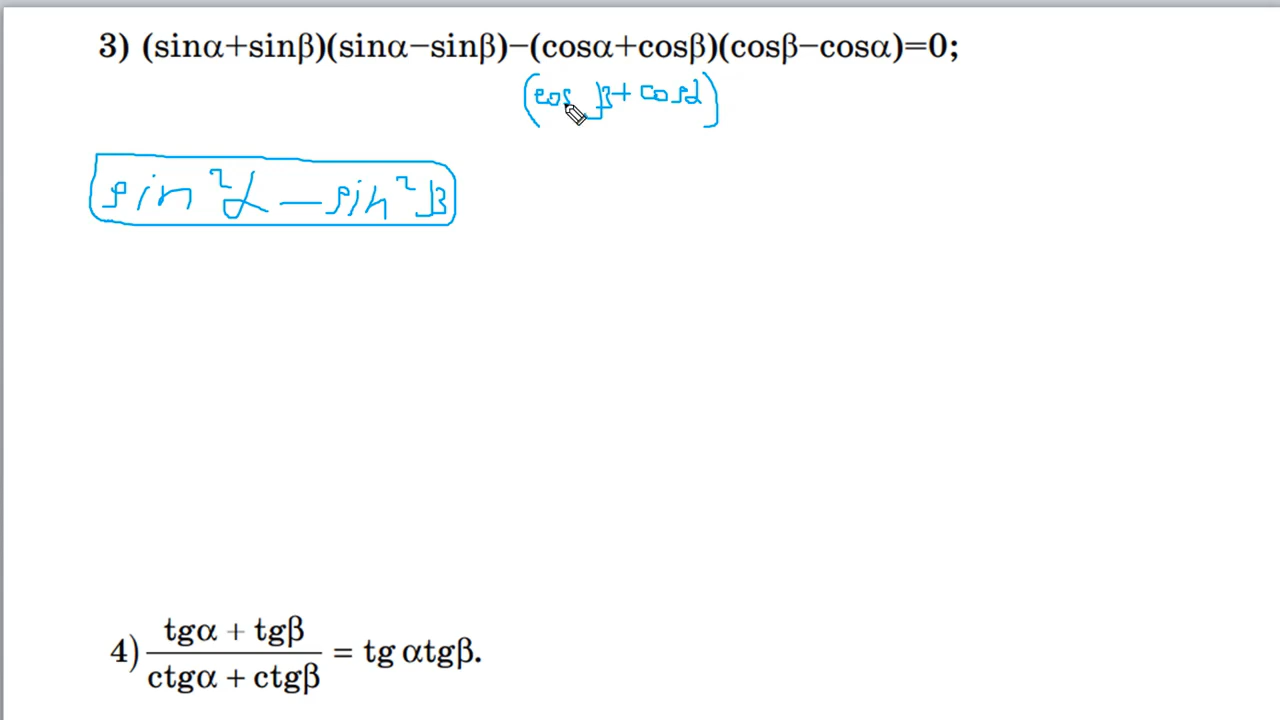 3) (sinα+sinβ)(sinα−sinβ)−(cosα+cosβ)(cosβ−cosα)=0;
(cos β+ cosα)
sin²α — sin²β
4) tgα + tgβ / ctgα + ctgβ = tg αtgβ.